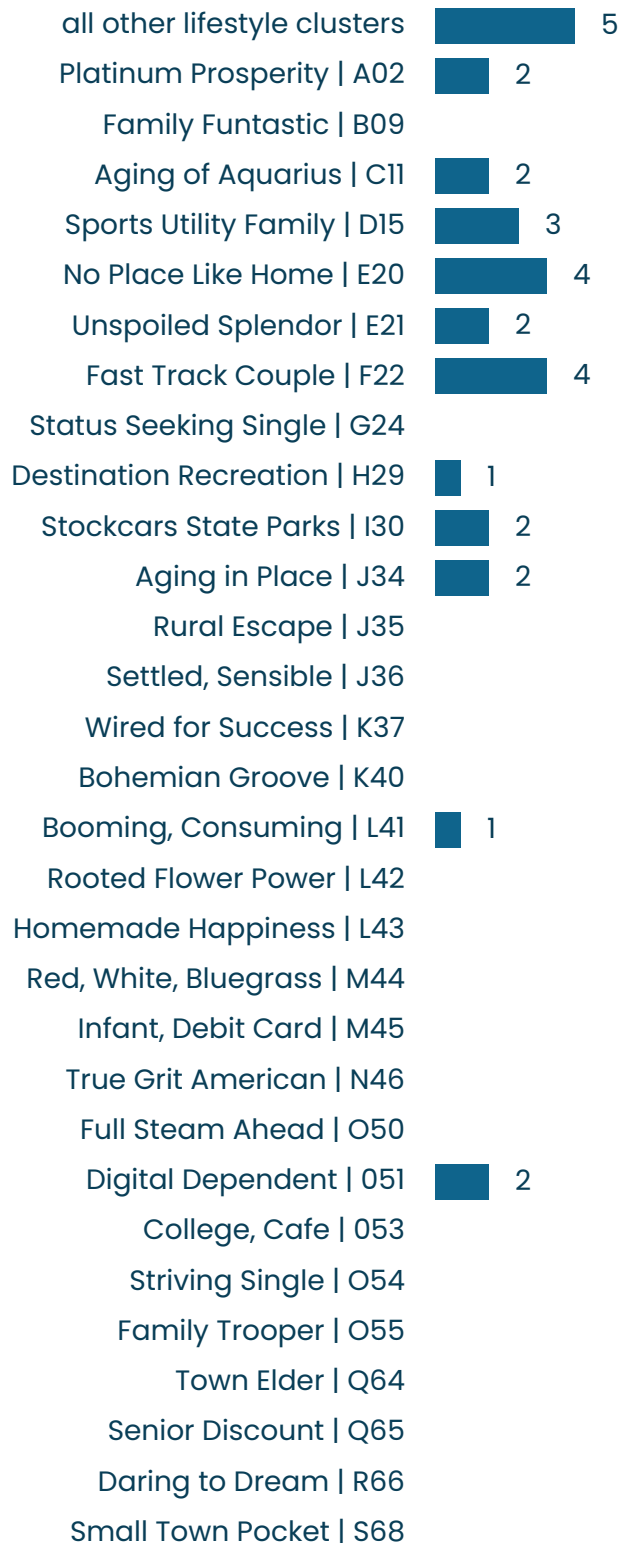 all other lifestyle clusters 5
Platinum Prosperity | A02 2
Family Funtastic | B09
Aging of Aquarius | C11 2
Sports Utility Family | D15 3
No Place Like Home | E20 4
Unspoiled Splendor | E21 2
Fast Track Couple | F22 4
Status Seeking Single | G24
Destination Recreation | H29 1
Stockcars State Parks | I30 2
Aging in Place | J34 2
Rural Escape | J35
Settled, Sensible | J36
Wired for Success | K37
Bohemian Groove | K40
Booming, Consuming | L41 1
Rooted Flower Power | L42
Homemade Happiness | L43
Red, White, Bluegrass | M44
Infant, Debit Card | M45
True Grit American | N46
Full Steam Ahead | O50
Digital Dependent | 051 2
College, Cafe | 053
Striving Single | O54
Family Trooper | O55
Town Elder | Q64
Senior Discount | Q65
Daring to Dream | R66
Small Town Pocket | S68